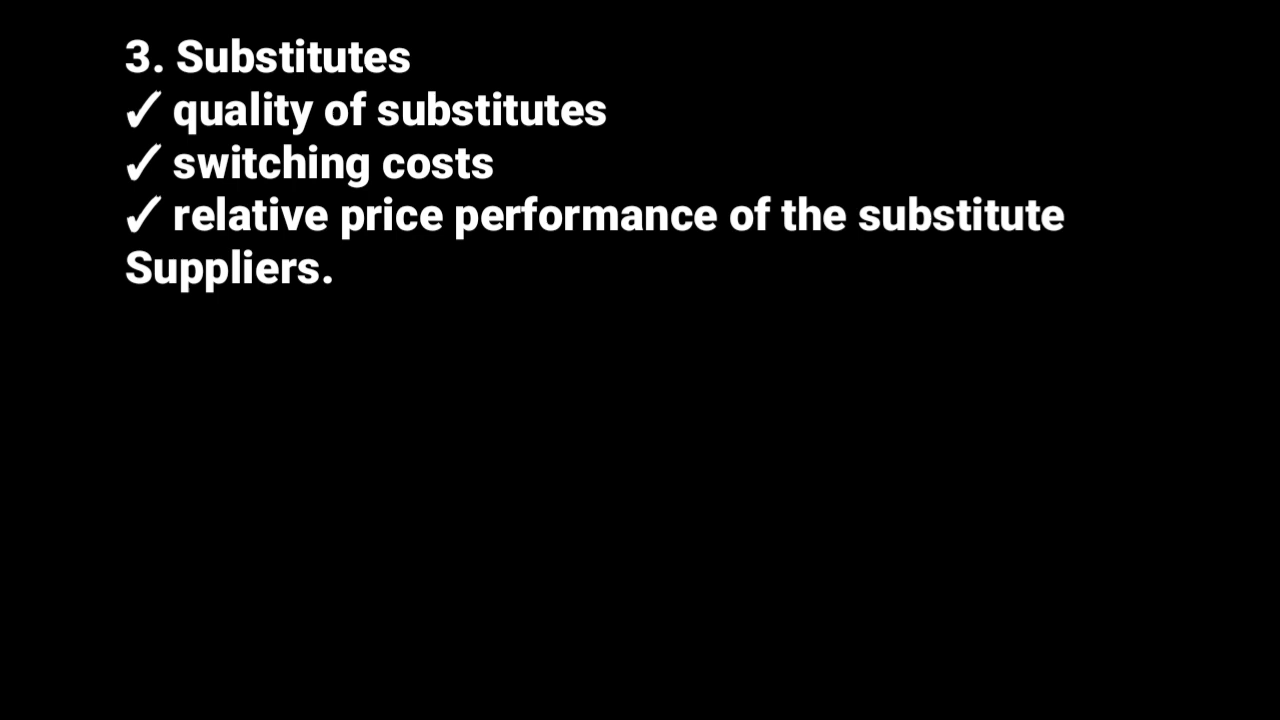 3. Substitutes
✓ quality of substitutes
✓ switching costs
✓ relative price performance of the substitute
Suppliers.